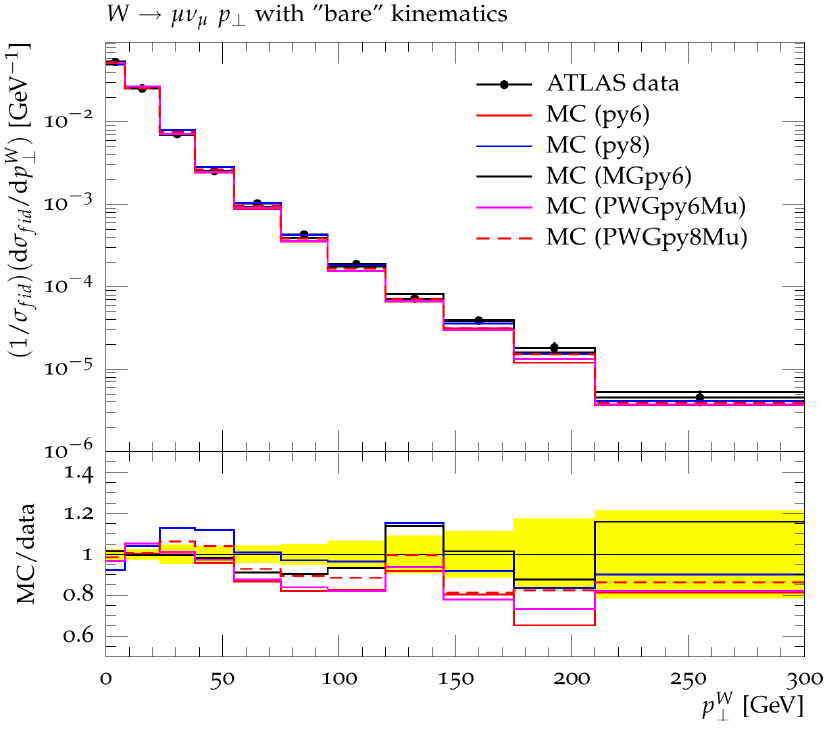 W → μν_μ p_⊥ with ”bare” kinematics
(1/σ_fid)(dσ_fid/dp_⊥^W) [GeV^−1]
ATLAS data
MC (py6)
MC (py8)
MC (MGpy6)
MC (PWGpy6Mu)
MC (PWGpy8Mu)
10^−2
10^−3
10^−4
10^−5
10^−6
MC/data
1.4
1.2
1
0.8
0.6
0 50 100 150 200 250 300
p_⊥^W [GeV]